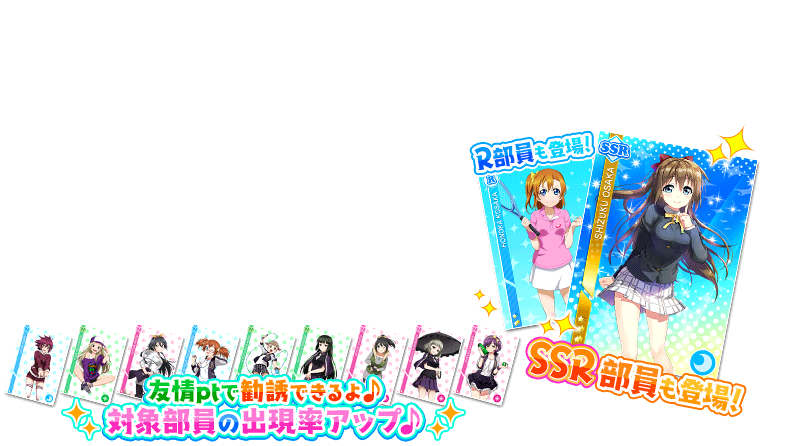 R部員も登場!
SSR
R
HONOKA KOSAKA
SHIZUKU OSAKA
SSR部員も登場!
友情ptで勧誘できるよ♪
対象部員の出現率アップ♪